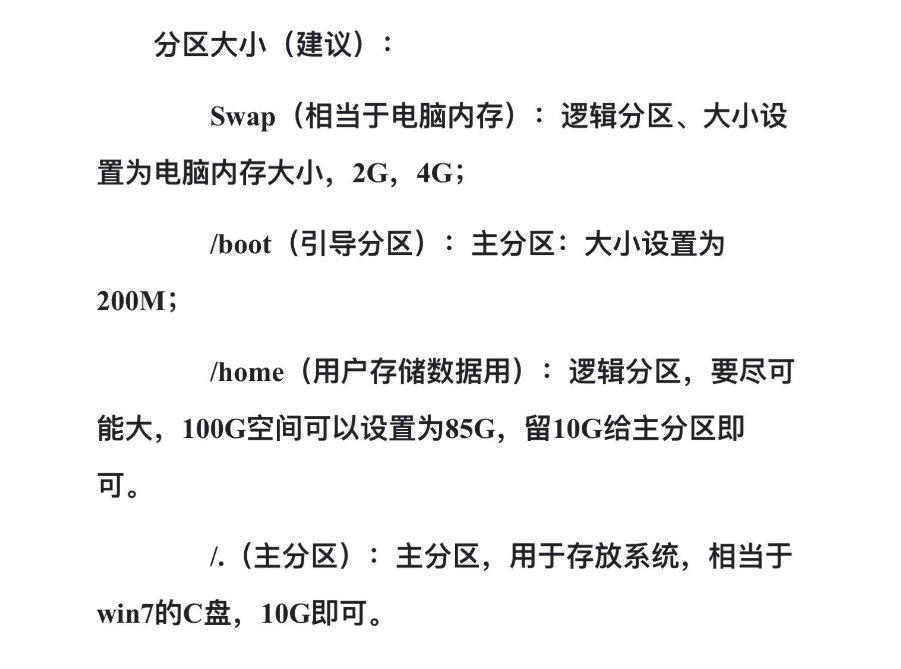 分区大小（建议）：
Swap（相当于电脑内存）：逻辑分区、大小设
置为电脑内存大小，2G，4G；
/boot（引导分区）：主分区：大小设置为
200M；
/home（用户存储数据用）：逻辑分区，要尽可
能大，100G空间可以设置为85G，留10G给主分区即
可。
/.（主分区）：主分区，用于存放系统，相当于
win7的C盘，10G即可。